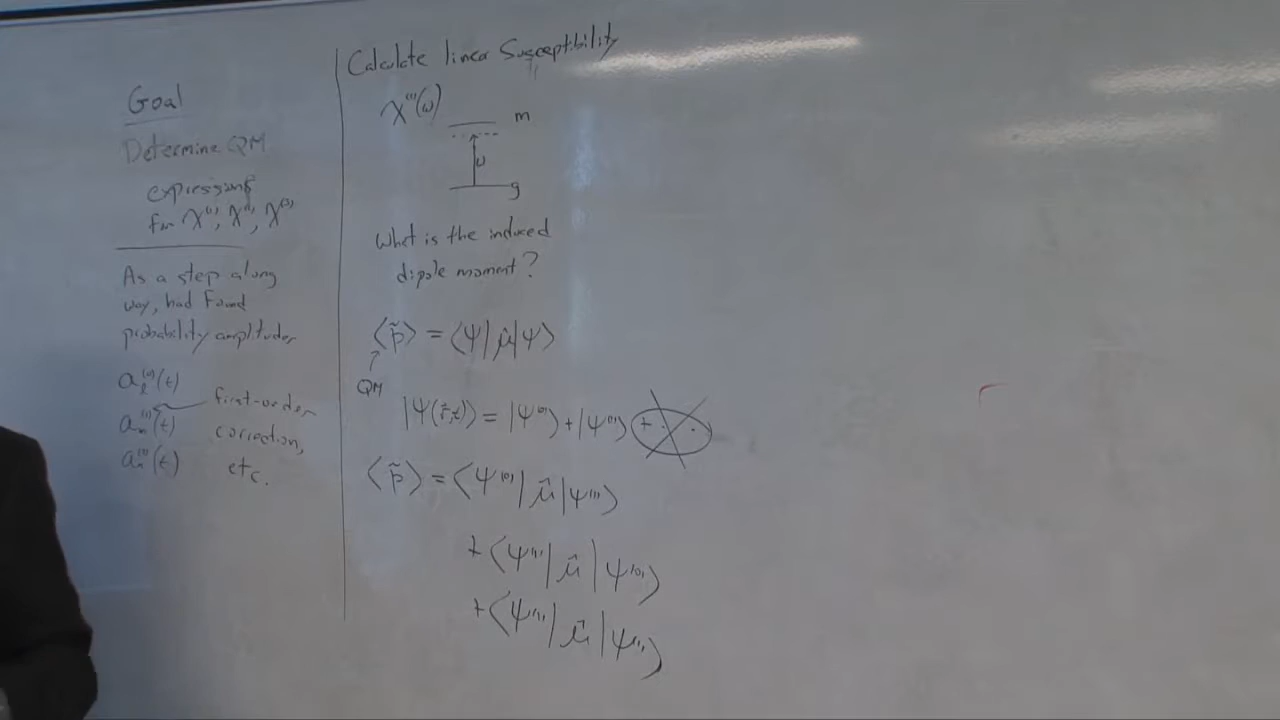 Goal
Determine QM
expressions
for χ⁽¹⁾, χ⁽²⁾, χ⁽³⁾
As a step along
way, had found
probability amplitudes
a_l⁽⁰⁾(t)
a_m⁽¹⁾(t)
a_n⁽²⁾(t)
first-order
correction,
etc.
Calculate linear Susceptibility
χ⁽¹⁾(ω)
m
ω
g
What is the induced
dipole moment?
⟨p̃⟩ = ⟨ψ|μ̂|ψ⟩
QM
|ψ(r̃,t)⟩ = |ψ⁽⁰⁾⟩ + |ψ⁽¹⁾⟩ + . .
⟨p̃⟩ = ⟨ψ⁽⁰⁾|μ̂|ψ⁽¹⁾⟩
+ ⟨ψ⁽¹⁾|μ̂|ψ⁽⁰⁾⟩
+ ⟨ψ⁽¹⁾|μ̂|ψ⁽¹⁾⟩